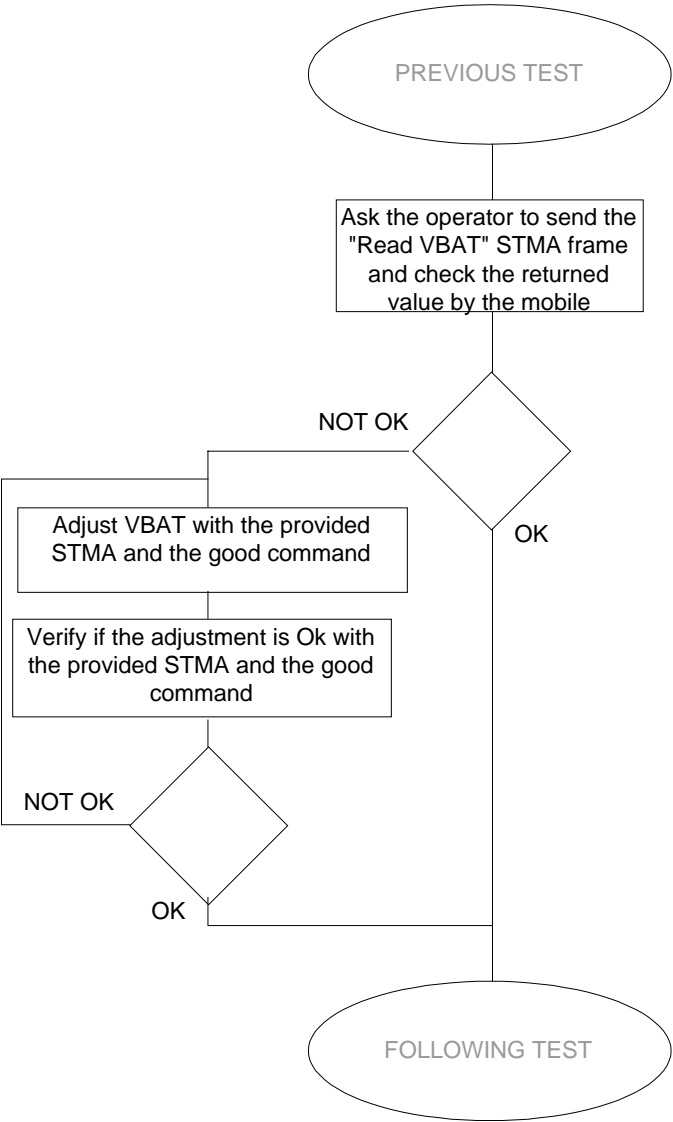 PREVIOUS TEST
Ask the operator to send the
"Read VBAT" STMA frame
and check the returned
value by the mobile
NOT OK
OK
Adjust VBAT with the provided
STMA and the good command
Verify if the adjustment is Ok with
the provided STMA and the good
command
NOT OK
OK
FOLLOWING TEST